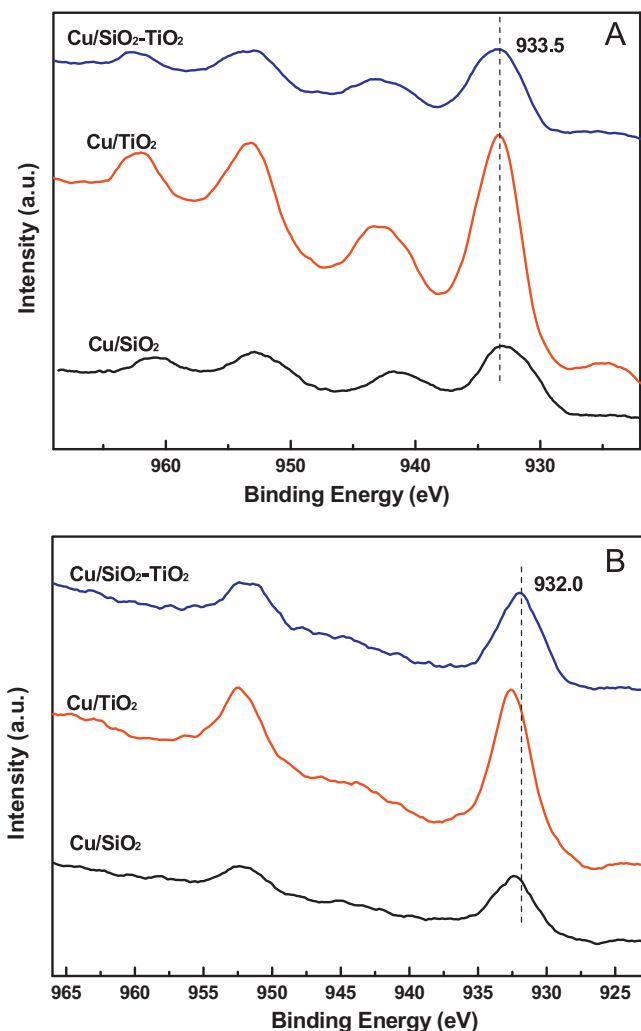 A
Cu/SiO₂-TiO₂
933.5
Cu/TiO₂
Cu/SiO₂
Intensity (a.u.)
960 950 940 930
Binding Energy (eV)
B
Cu/SiO₂-TiO₂
932.0
Cu/TiO₂
Cu/SiO₂
Intensity (a.u.)
965 960 955 950 945 940 935 930 925
Binding Energy (eV)